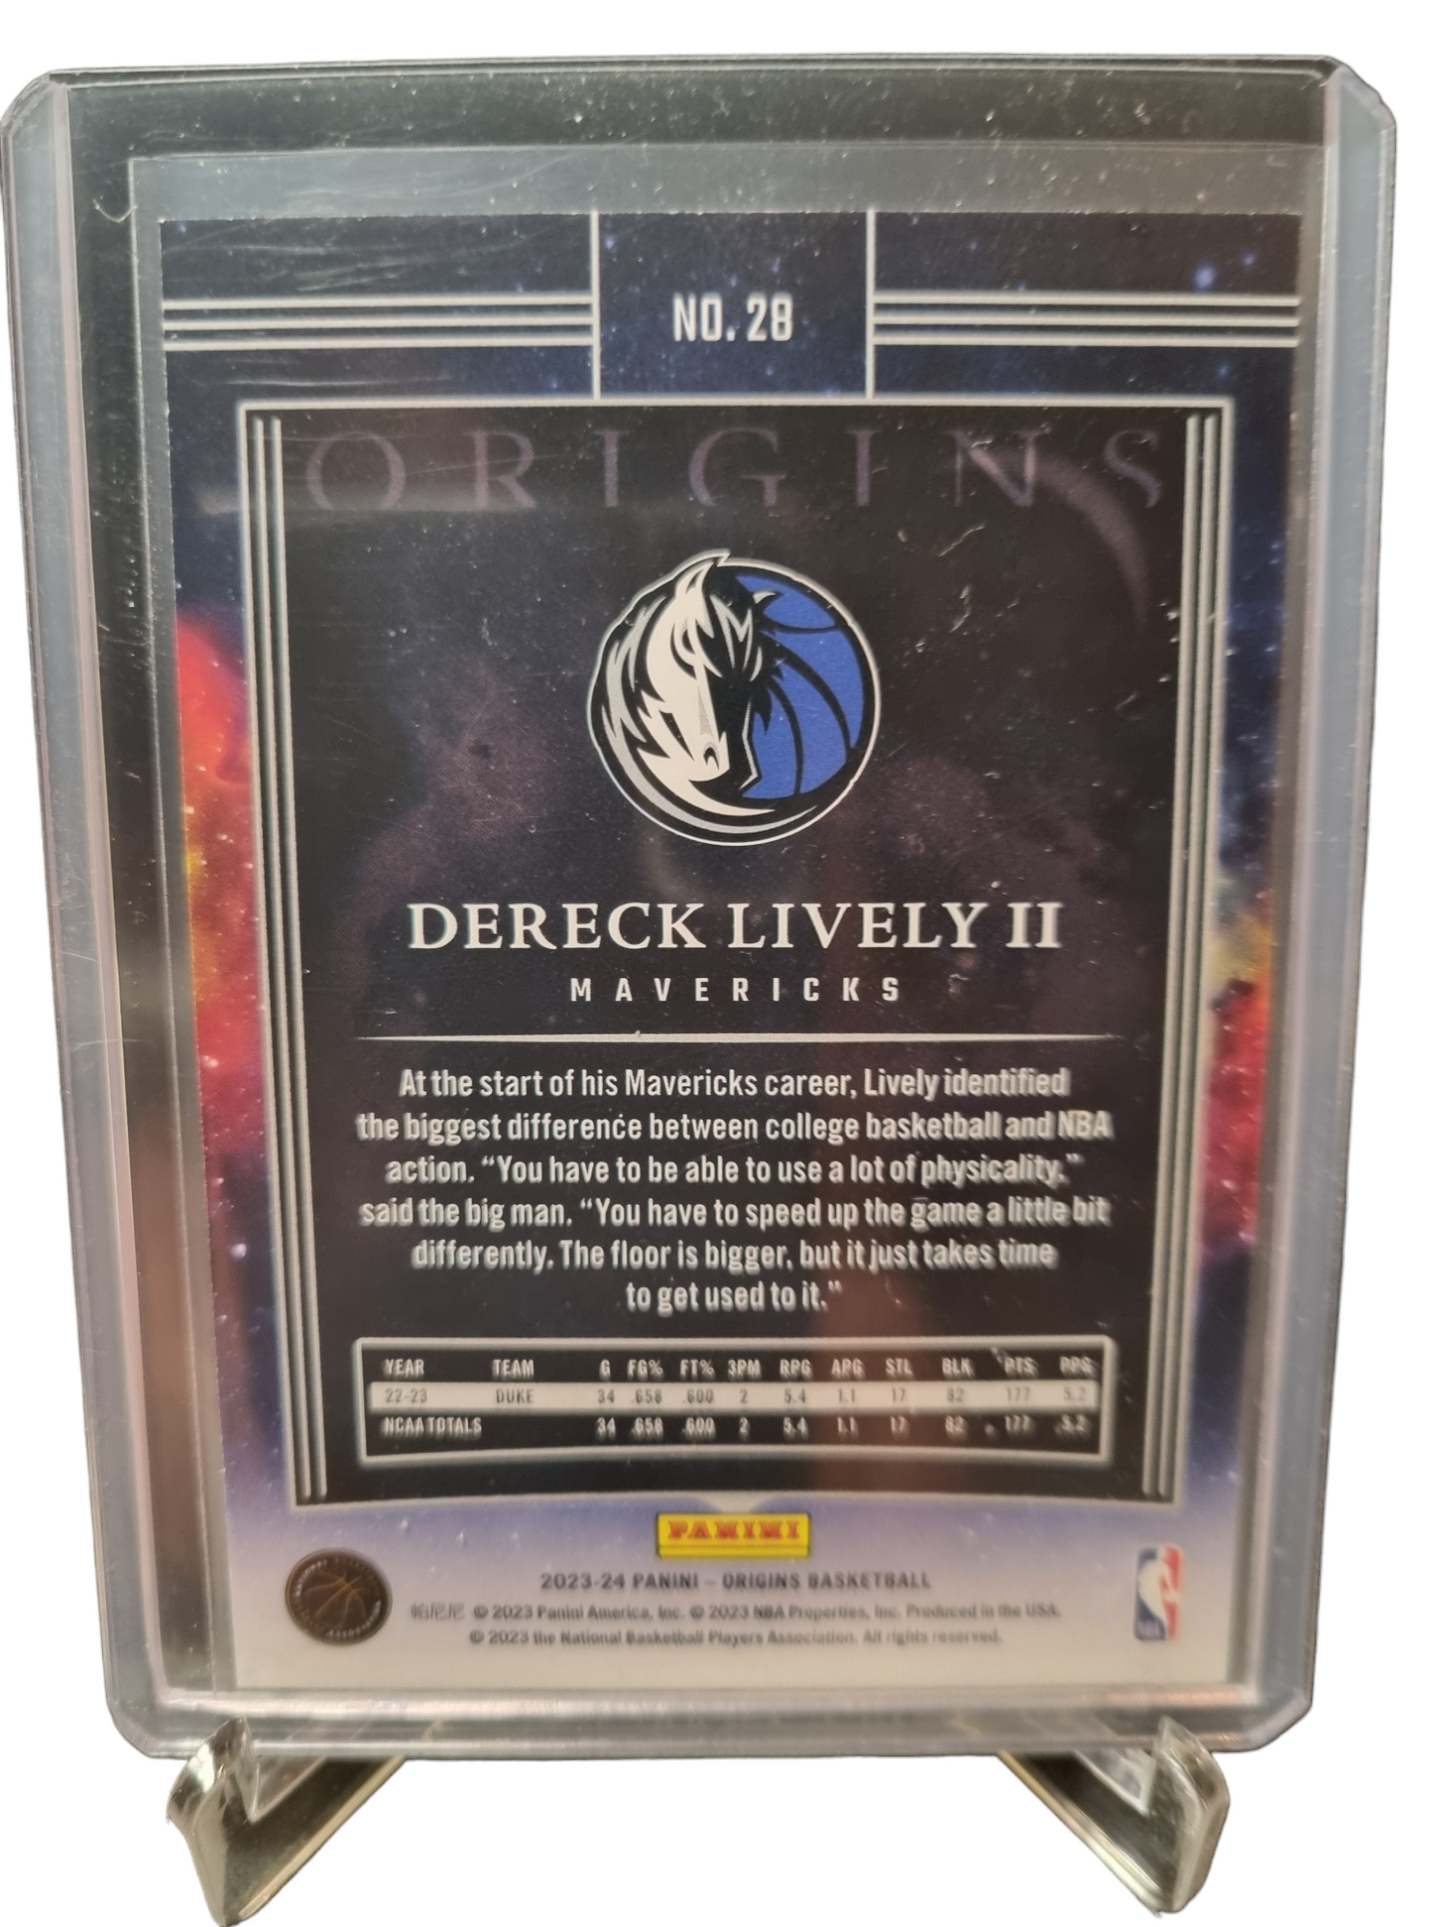 NO. 28
ORIGINS
DERECK LIVELY II
MAVERICKS
At the start of his Mavericks career, Lively identified
the biggest difference between college basketball and NBA
action. “You have to be able to use a lot of physicality,”
said the big man. “You have to speed up the game a little bit
differently. The floor is bigger, but it just takes time
to get used to it.”
YEAR TEAM G FG% FT% 3PM RPG APG STL BLK PTS PPG
22-23 DUKE 34 .658 .600 2 5.4 1.1 17 82 177 5.2
NCAA TOTALS 34 .658 .600 2 5.4 1.1 17 82 177 5.2
PANINI
2023-24 PANINI – ORIGINS BASKETBALL
帕尼尼 © 2023 Panini America, Inc. © 2023 NBA Properties, Inc. Produced in the USA.
© 2023 the National Basketball Players Association. All rights reserved.